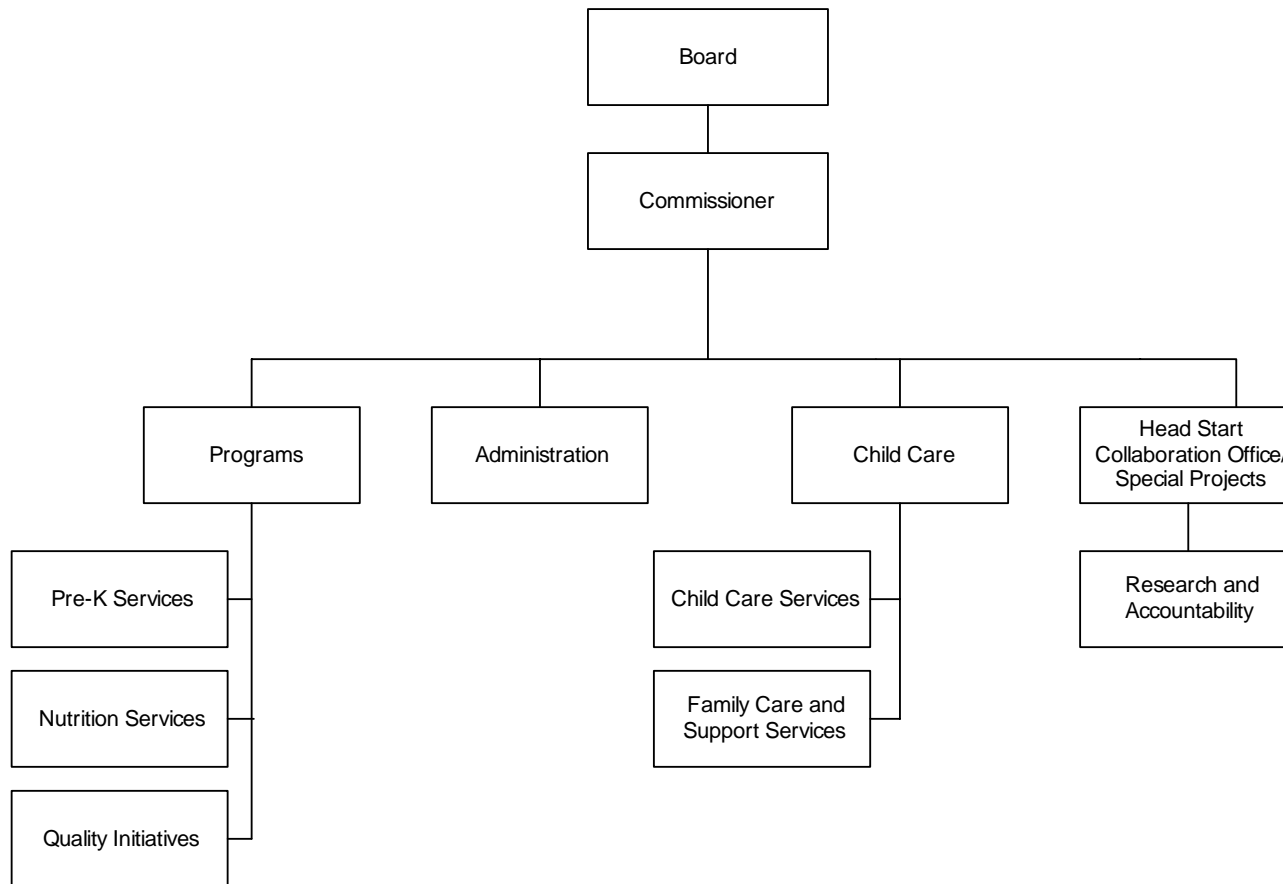 Board
Commissioner
Programs
Administration
Child Care
Head Start
Collaboration Office/
Special Projects
Pre-K Services
Child Care Services
Research and
Accountability
Nutrition Services
Family Care and
Support Services
Quality Initiatives